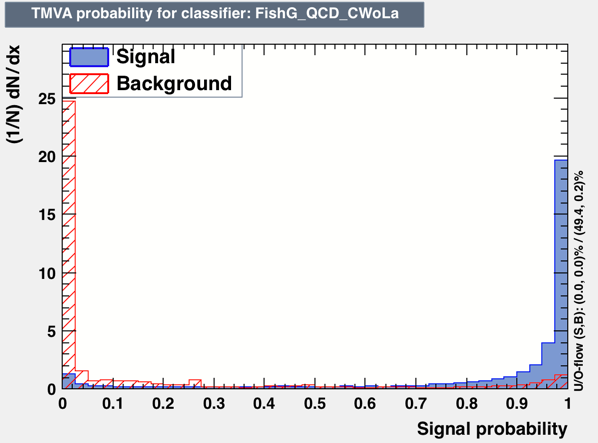 TMVA probability for classifier: FishG_QCD_CWoLa
(1/N) dN/dx
Signal
Background
25
20
15
10
5
0
0 0.1 0.2 0.3 0.4 0.5 0.6 0.7 0.8 0.9 1
Signal probability
U/O-flow (S,B): (0.0, 0.0)% / (49.4, 0.2)%